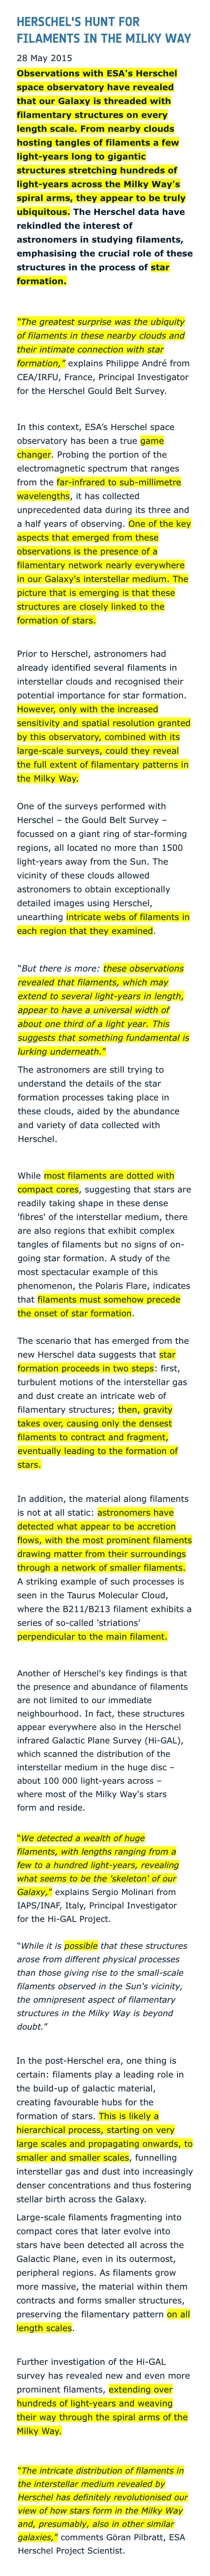 HERSCHEL'S HUNT FOR
FILAMENTS IN THE MILKY WAY
28 May 2015
Observations with ESA's Herschel
space observatory have revealed
that our Galaxy is threaded with
filamentary structures on every
length scale. From nearby clouds
hosting tangles of filaments a few
light-years long to gigantic
structures stretching hundreds of
light-years across the Milky Way's
spiral arms, they appear to be truly
ubiquitous. The Herschel data have
rekindled the interest of
astronomers in studying filaments,
emphasising the crucial role of these
structures in the process of star
formation.
"The greatest surprise was the ubiquity
of filaments in these nearby clouds and
their intimate connection with star
formation," explains Philippe André from
CEA/IRFU, France, Principal Investigator
for the Herschel Gould Belt Survey.
In this context, ESA's Herschel space
observatory has been a true game
changer. Probing the portion of the
electromagnetic spectrum that ranges
from the far-infrared to sub-millimetre
wavelengths, it has collected
unprecedented data during its three and
a half years of observing. One of the key
aspects that emerged from these
observations is the presence of a
filamentary network nearly everywhere
in our Galaxy's interstellar medium. The
picture that is emerging is that these
structures are closely linked to the
formation of stars.
Prior to Herschel, astronomers had
already identified several filaments in
interstellar clouds and recognised their
potential importance for star formation.
However, only with the increased
sensitivity and spatial resolution granted
by this observatory, combined with its
large-scale surveys, could they reveal
the full extent of filamentary patterns in
the Milky Way.
One of the surveys performed with
Herschel – the Gould Belt Survey –
focussed on a giant ring of star-forming
regions, all located no more than 1500
light-years away from the Sun. The
vicinity of these clouds allowed
astronomers to obtain exceptionally
detailed images using Herschel,
unearthing intricate webs of filaments in
each region that they examined.
"But there is more: these observations
revealed that filaments, which may
extend to several light-years in length,
appear to have a universal width of
about one third of a light year. This
suggests that something fundamental is
lurking underneath."
The astronomers are still trying to
understand the details of the star
formation processes taking place in
these clouds, aided by the abundance
and variety of data collected with
Herschel.
While most filaments are dotted with
compact cores, suggesting that stars are
readily taking shape in these dense
'fibres' of the interstellar medium, there
are also regions that exhibit complex
tangles of filaments but no signs of on-
going star formation. A study of the
most spectacular example of this
phenomenon, the Polaris Flare, indicates
that filaments must somehow precede
the onset of star formation.
The scenario that has emerged from the
new Herschel data suggests that star
formation proceeds in two steps: first,
turbulent motions of the interstellar gas
and dust create an intricate web of
filamentary structures; then, gravity
takes over, causing only the densest
filaments to contract and fragment,
eventually leading to the formation of
stars.
In addition, the material along filaments
is not at all static: astronomers have
detected what appear to be accretion
flows, with the most prominent filaments
drawing matter from their surroundings
through a network of smaller filaments.
A striking example of such processes is
seen in the Taurus Molecular Cloud,
where the B211/B213 filament exhibits a
series of so-called 'striations'
perpendicular to the main filament.
Another of Herschel's key findings is that
the presence and abundance of filaments
are not limited to our immediate
neighbourhood. In fact, these structures
appear everywhere also in the Herschel
infrared Galactic Plane Survey (Hi-GAL),
which scanned the distribution of the
interstellar medium in the huge disc –
about 100 000 light-years across –
where most of the Milky Way's stars
form and reside.
"We detected a wealth of huge
filaments, with lengths ranging from a
few to a hundred light-years, revealing
what seems to be the 'skeleton' of our
Galaxy," explains Sergio Molinari from
IAPS/INAF, Italy, Principal Investigator
for the Hi-GAL Project.
"While it is possible that these structures
arose from different physical processes
than those giving rise to the small-scale
filaments observed in the Sun's vicinity,
the omnipresent aspect of filamentary
structures in the Milky Way is beyond
doubt."
In the post-Herschel era, one thing is
certain: filaments play a leading role in
the build-up of galactic material,
creating favourable hubs for the
formation of stars. This is likely a
hierarchical process, starting on very
large scales and propagating onwards, to
smaller and smaller scales, funnelling
interstellar gas and dust into increasingly
denser concentrations and thus fostering
stellar birth across the Galaxy.
Large-scale filaments fragmenting into
compact cores that later evolve into
stars have been detected all across the
Galactic Plane, even in its outermost,
peripheral regions. As filaments grow
more massive, the material within them
contracts and forms smaller structures,
preserving the filamentary pattern on all
length scales.
Further investigation of the Hi-GAL
survey has revealed new and even more
prominent filaments, extending over
hundreds of light-years and weaving
their way through the spiral arms of the
Milky Way.
"The intricate distribution of filaments in
the interstellar medium revealed by
Herschel has definitely revolutionised our
view of how stars form in the Milky Way
and, presumably, also in other similar
galaxies," comments Göran Pilbratt, ESA
Herschel Project Scientist.